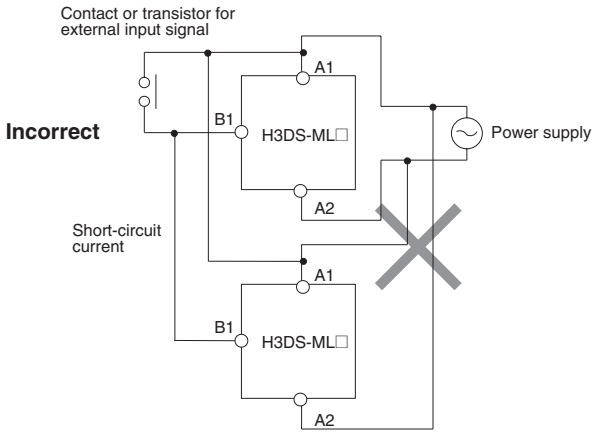 Contact or transistor for
external input signal
A1
B1
H3DS-ML□
Incorrect
Power supply
A2
Short-circuit
current
A1
B1
H3DS-ML□
A2